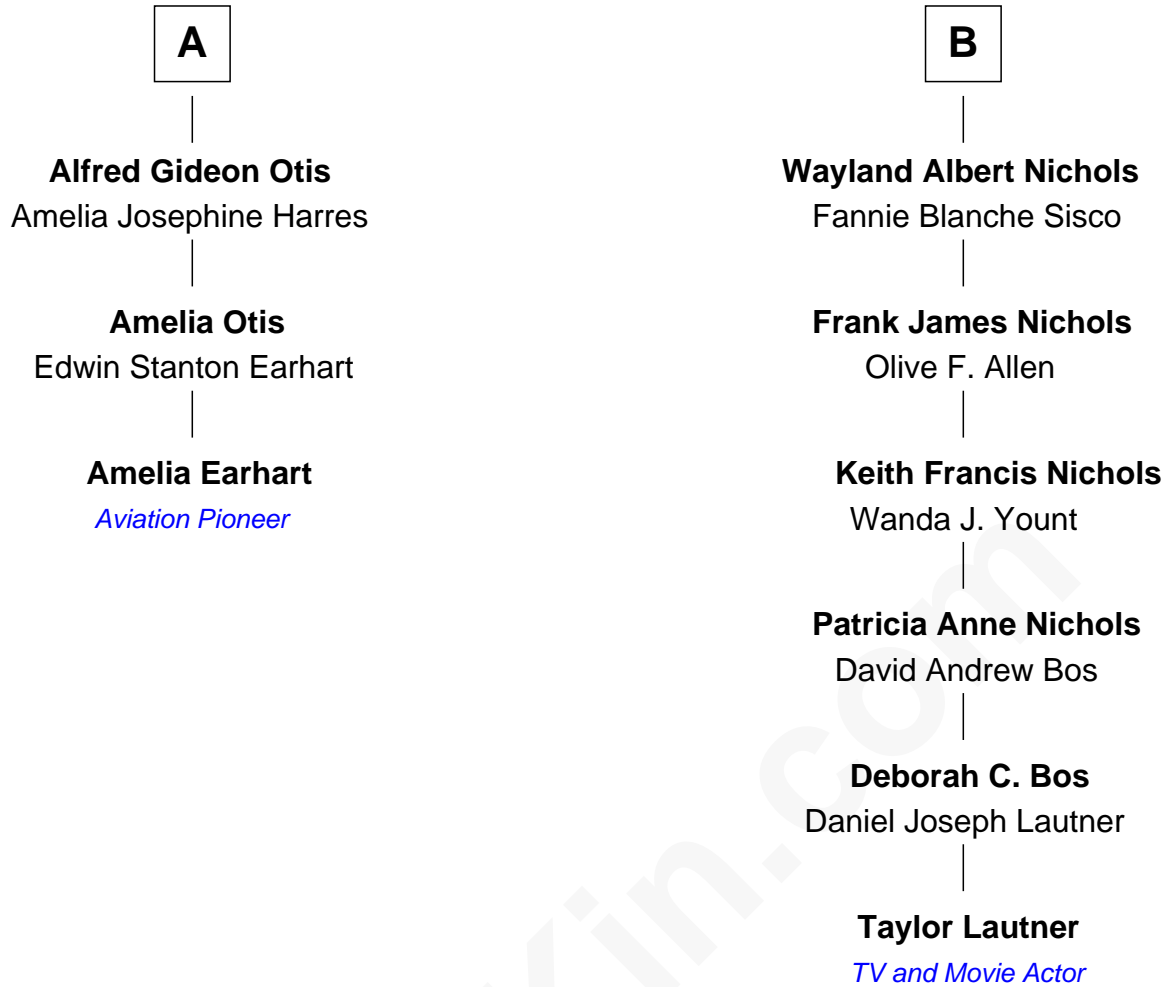 A
Alfred Gideon Otis
Amelia Josephine Harres
Amelia Otis
Edwin Stanton Earhart
Amelia Earhart
Aviation Pioneer
B
Wayland Albert Nichols
Fannie Blanche Sisco
Frank James Nichols
Olive F. Allen
Keith Francis Nichols
Wanda J. Yount
Patricia Anne Nichols
David Andrew Bos
Deborah C. Bos
Daniel Joseph Lautner
Taylor Lautner
TV and Movie Actor
Kin.com